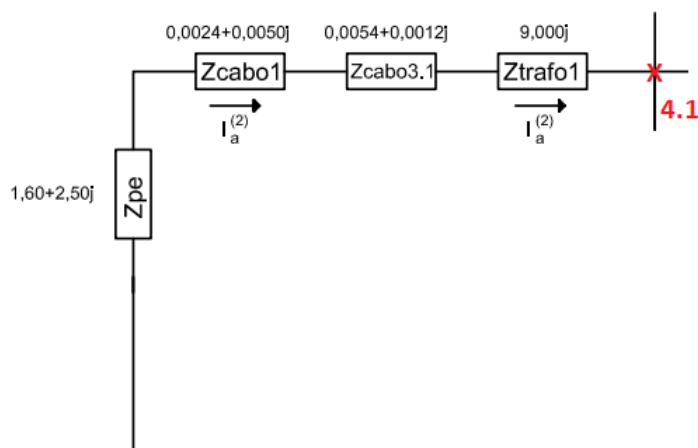 0,0024+0,0050j 0,0054+0,0012j 9,000j
Zcabo1 Zcabo3.1 Ztrafo1 X
I a (2) I a (2) 4.1
1,60+2,50j Zpe